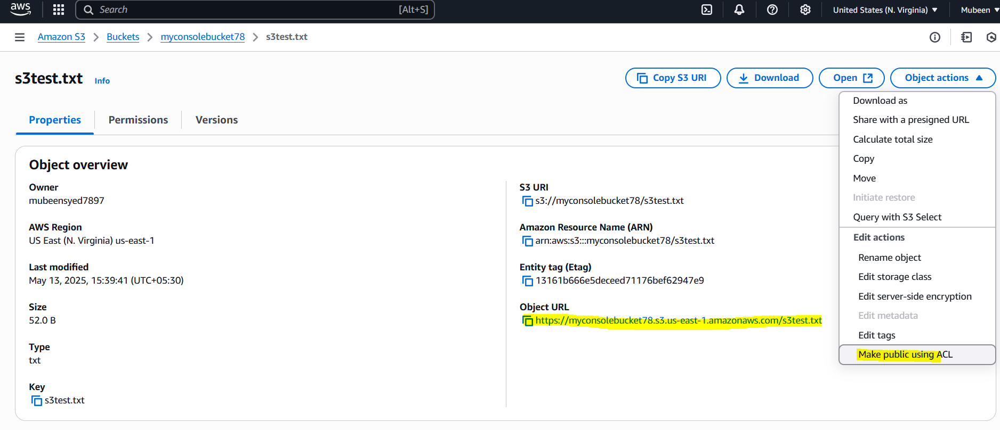 aws
Search [Alt+S]
United States (N. Virginia) ▼
Mubeen ▼
Amazon S3 > Buckets > myconsolebucket78 > s3test.txt
s3test.txt Info
Copy S3 URI
Download
Open
Object actions ▲
Properties
Permissions
Versions
Object overview
Owner
mubeensyed7897
AWS Region
US East (N. Virginia) us-east-1
Last modified
May 13, 2025, 15:39:41 (UTC+05:30)
Size
52.0 B
Type
txt
Key
s3test.txt
S3 URI
s3://myconsolebucket78/s3test.txt
Amazon Resource Name (ARN)
arn:aws:s3:::myconsolebucket78/s3test.txt
Entity tag (Etag)
13161b666e5deceed71176bef62947e9
Object URL
https://myconsolebucket78.s3.us-east-1.amazonaws.com/s3test.txt
Download as
Share with a presigned URL
Calculate total size
Copy
Move
Initiate restore
Query with S3 Select
Edit actions
Rename object
Edit storage class
Edit server-side encryption
Edit metadata
Edit tags
Make public using ACL